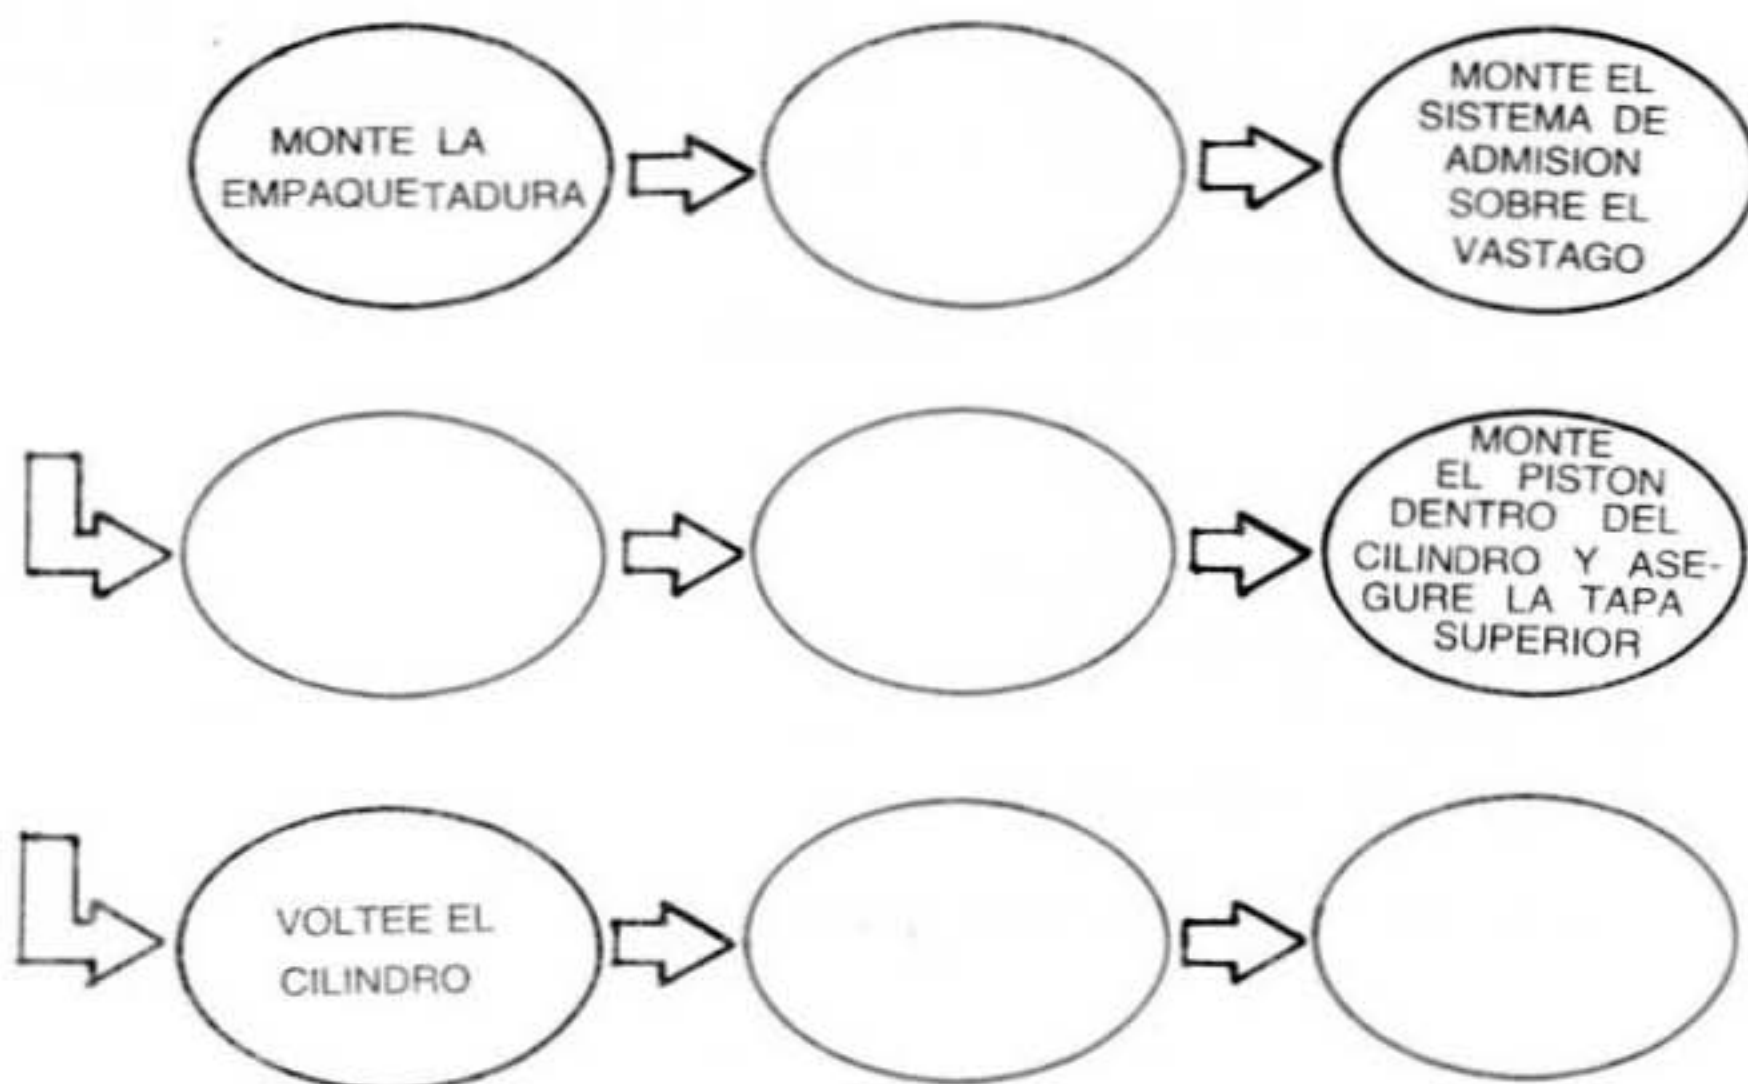 MONTE LA
EMPAQUETADURA
MONTE EL
SISTEMA DE
ADMISION
SOBRE EL
VASTAGO
MONTE
EL PISTON
DENTRO DEL
CILINDRO Y ASE-
GURE LA TAPA
SUPERIOR
VOLTEE EL
CILINDRO